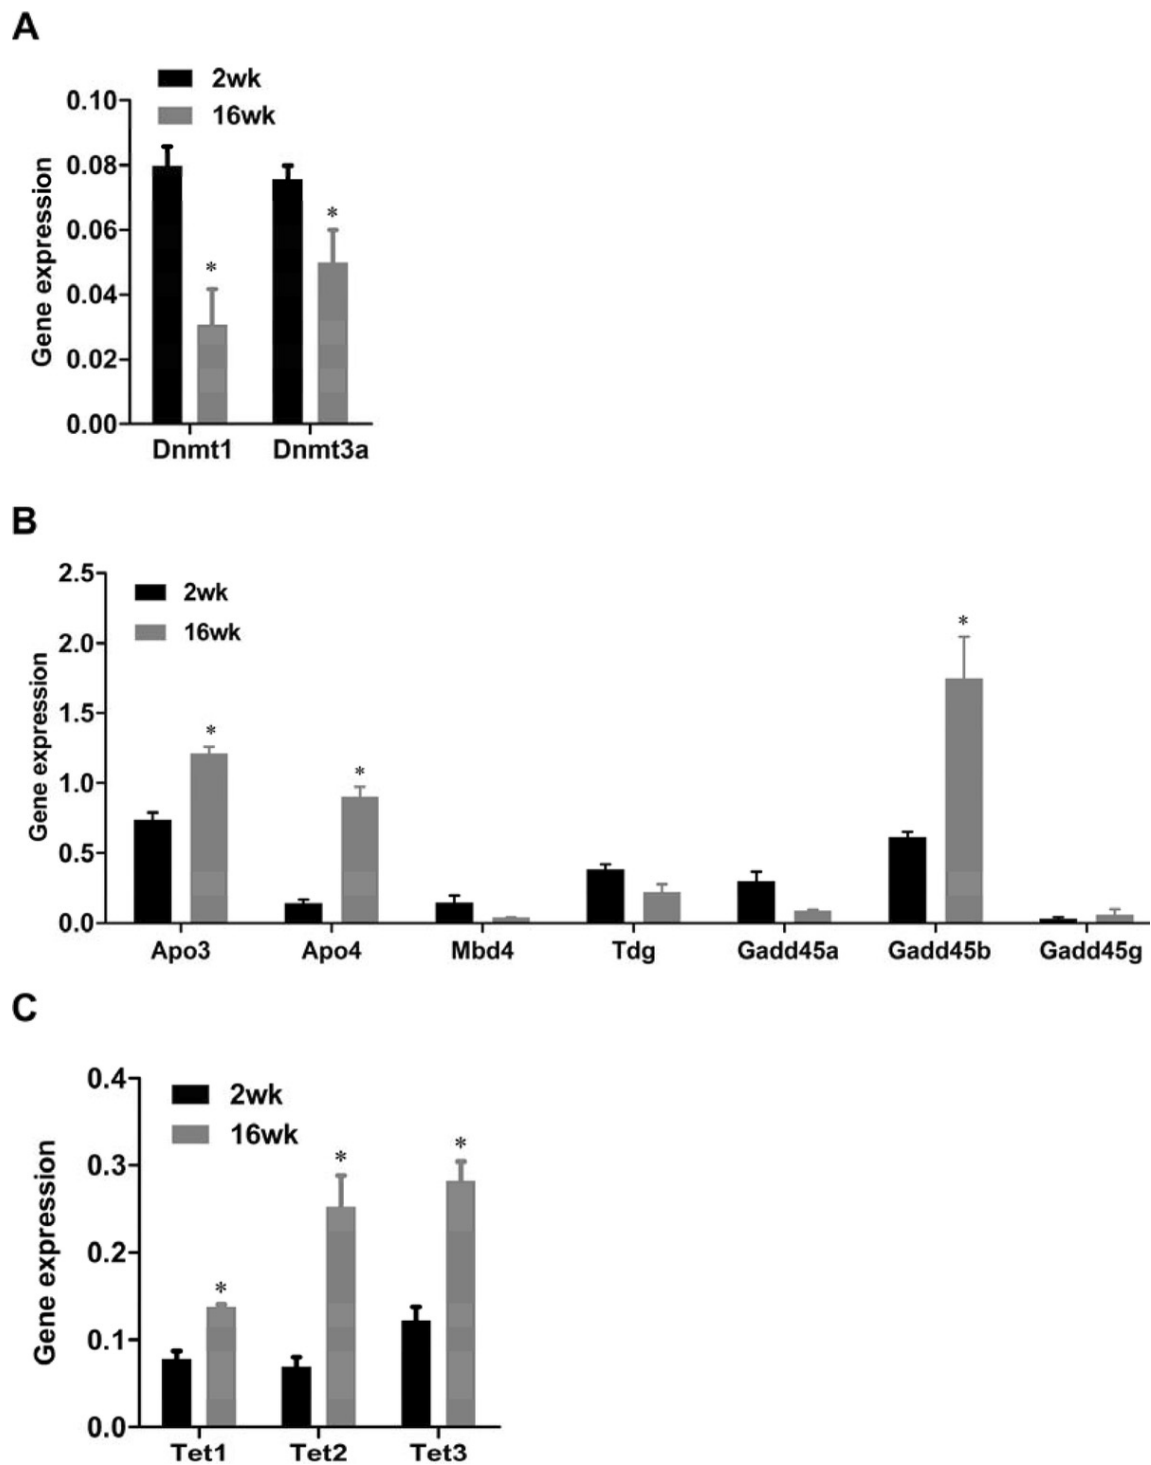 A
2wk
16wk
Gene expression
0.10
0.08
0.06
0.04
0.02
0.00
*
*
Dnmt1 Dnmt3a
B
2wk
16wk
Gene expression
2.5
2.0
1.5
1.0
0.5
0.0
*
*
*
Apo3 Apo4 Mbd4 Tdg Gadd45a Gadd45b Gadd45g
C
2wk
16wk
Gene expression
0.4
0.3
0.2
0.1
0.0
*
*
*
Tet1 Tet2 Tet3